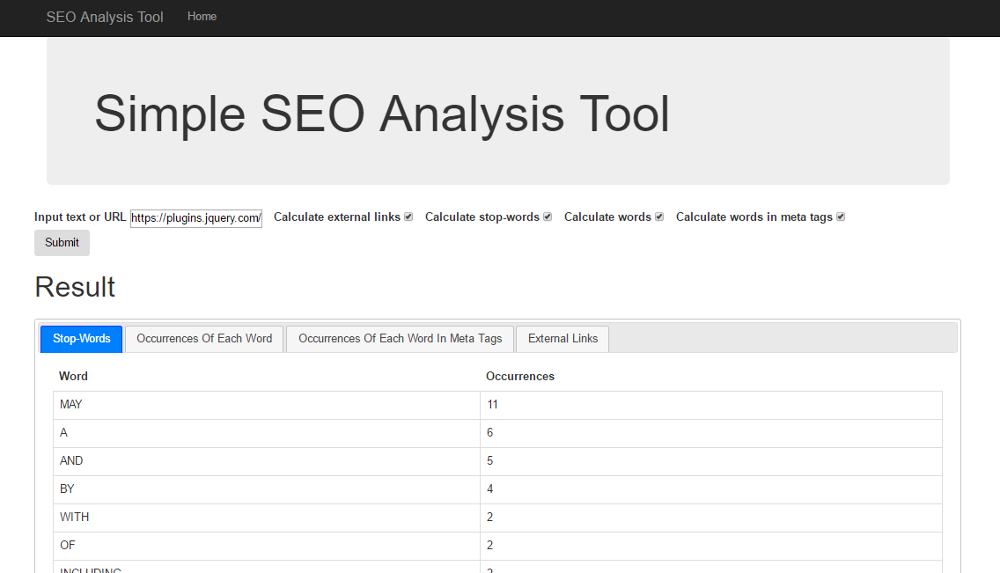 SEO Analysis Tool Home
Simple SEO Analysis Tool
Input text or URL https://plugins.jquery.com/ Calculate external links Calculate stop-words Calculate words Calculate words in meta tags
Submit
Result
Stop-Words Occurrences Of Each Word Occurrences Of Each Word In Meta Tags External Links
Word Occurrences
MAY 11
A 6
AND 5
BY 4
WITH 2
OF 2
INCLUDING 2